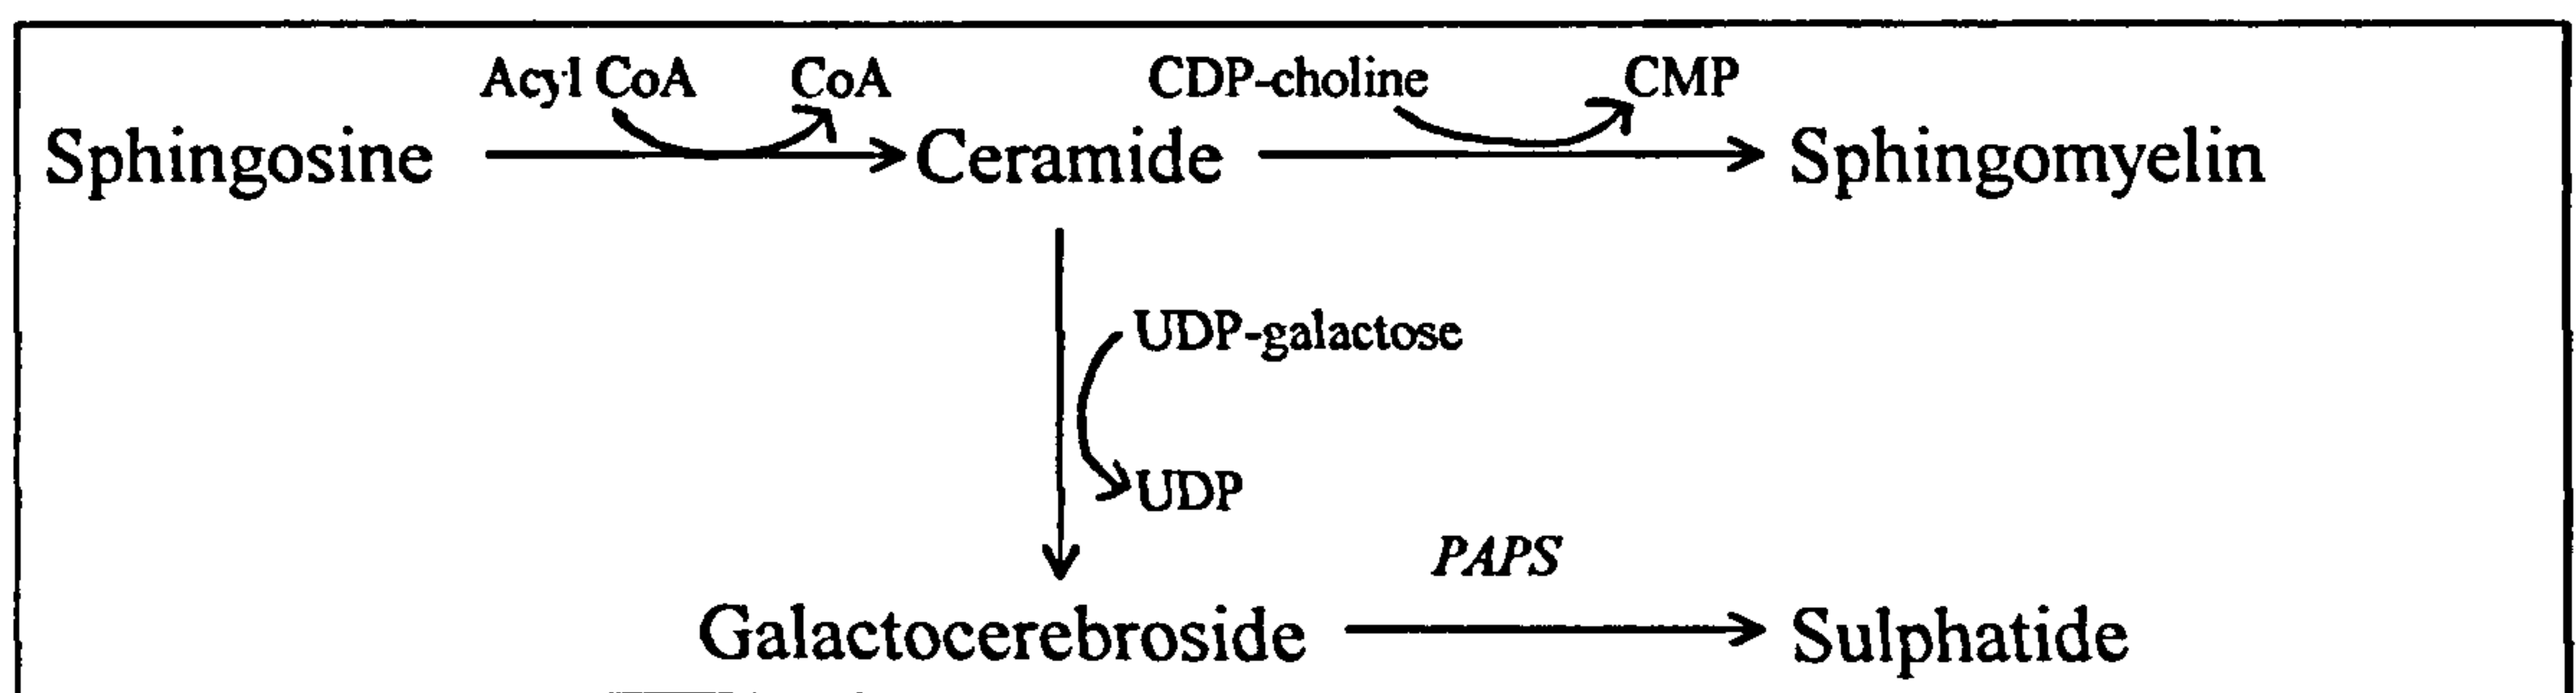 Acyl CoA CoA CDP-choline CMP
Sphingosine Ceramide Sphingomyelin
UDP-galactose
UDP
PAPS
Galactocerebroside Sulphatide